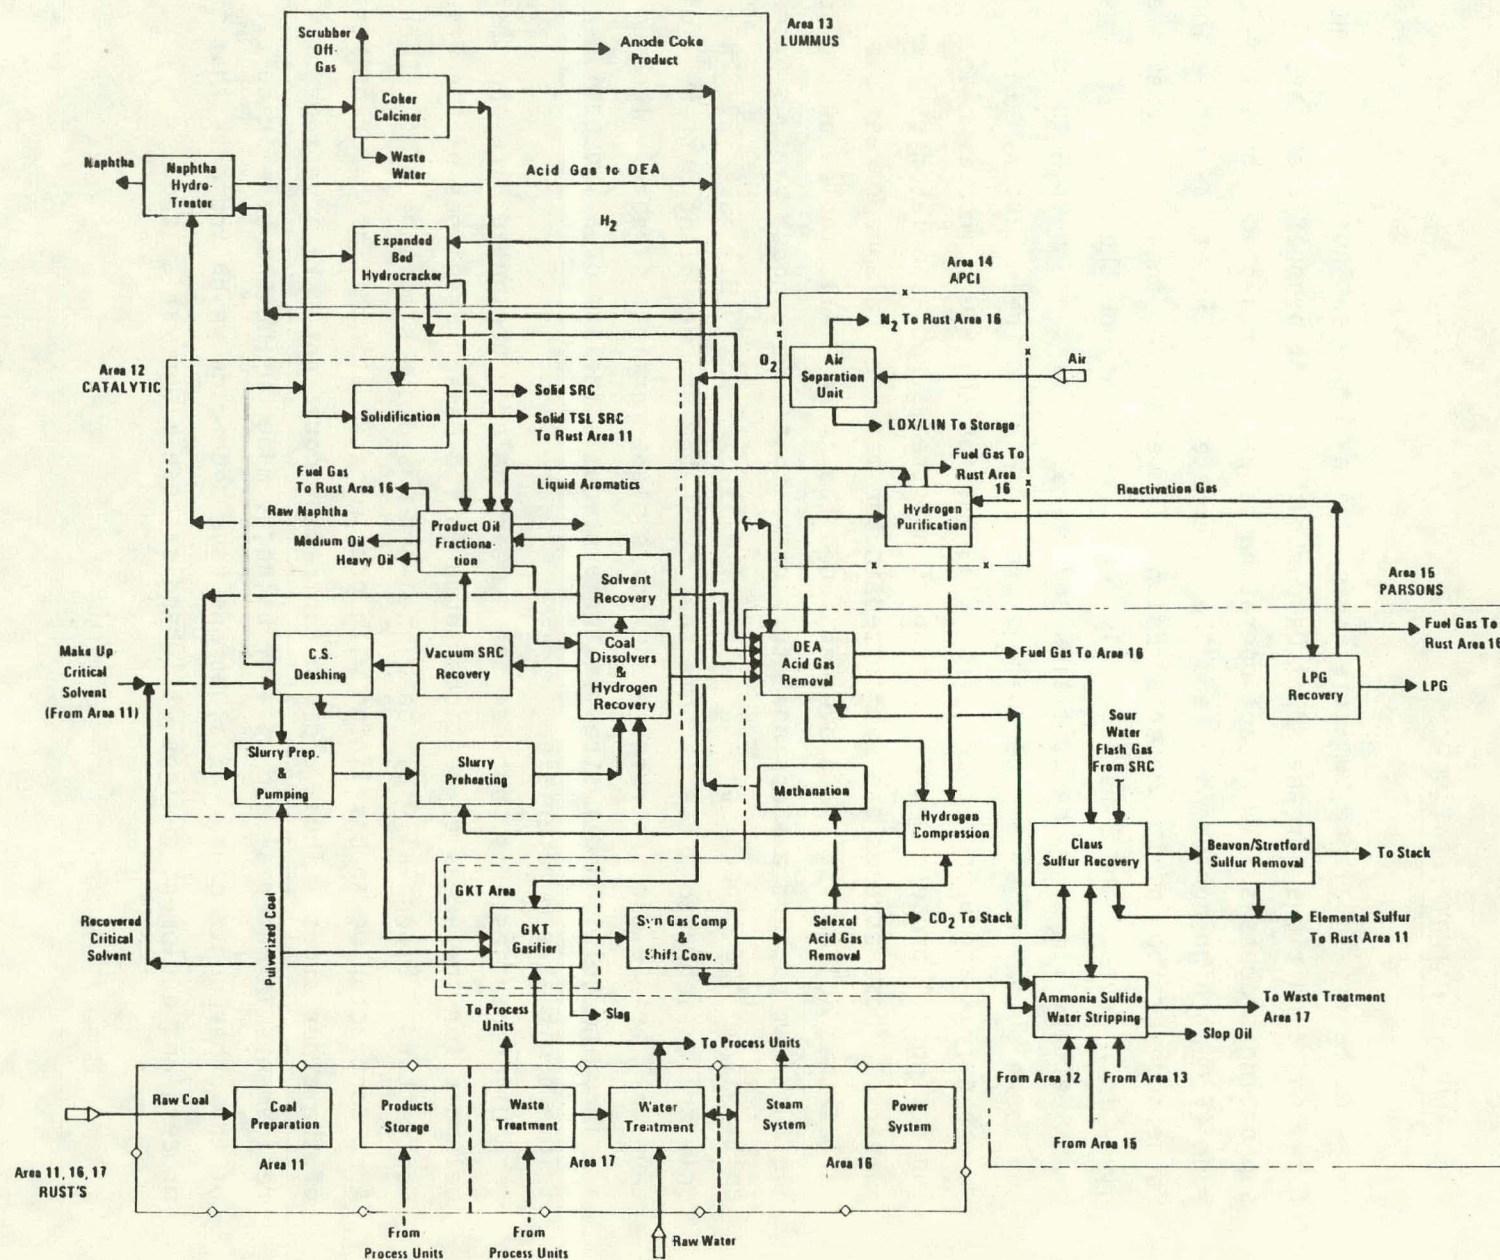 Area 13
LUMMUS
Scrubber
Off-
Gas
Anode Coke
Product
Coker
Calciner
Waste
Water
Naphtha
Naphtha
Hydro-
Treater
Acid Gas to DEA
H2
Expanded
Bed
Hydrocracker
Area 14
APCI
N2 To Rust Area 16
O2
Air
Separation
Unit
Air
LOX/LIN To Storage
Area 12
CATALYTIC
Solidification
Solid SRC
Solid TSL SRC
To Rust Area 11
Fuel Gas
To Rust Area 16
Liquid Aromatics
Fuel Gas To
Rust Area
16
Reactivation Gas
Hydrogen
Purification
Raw Naphtha
Medium Oil
Heavy Oil
Product Oil
Fractiona-
tion
Solvent
Recovery
Area 15
PARSONS
Fuel Gas To
Rust Area 16
LPG
Recovery
LPG
Make Up
Critical
Solvent
(From Area 11)
C.S.
Deashing
Vacuum SRC
Recovery
Coal
Dissolvers
&
Hydrogen
Recovery
DEA
Acid Gas
Removal
Fuel Gas To Area 16
Sour
Water
Flash Gas
From SRC
Slurry Prep.
&
Pumping
Slurry
Preheating
Methanation
Hydrogen
Compression
Claus
Sulfur Recovery
Beavon/Stretford
Sulfur Removal
To Stack
GKT Area
Recovered
Critical
Solvent
Pulverized Coal
GKT
Gasifier
Syn Gas Comp
&
Shift Conv.
Selexol
Acid Gas
Removal
CO2 To Stack
Elemental Sulfur
To Rust Area 11
To Process
Units
Slag
Ammonia Sulfide
Water Stripping
To Waste Treatment
Area 17
Slop Oil
To Process Units
From Area 12
From Area 13
From Area 15
Raw Coal
Coal
Preparation
Products
Storage
Waste
Treatment
Water
Treatment
Steam
System
Power
System
Area 11
Area 17
Area 16
Area 11, 16, 17
RUST'S
From
Process Units
From
Process Units
Raw Water